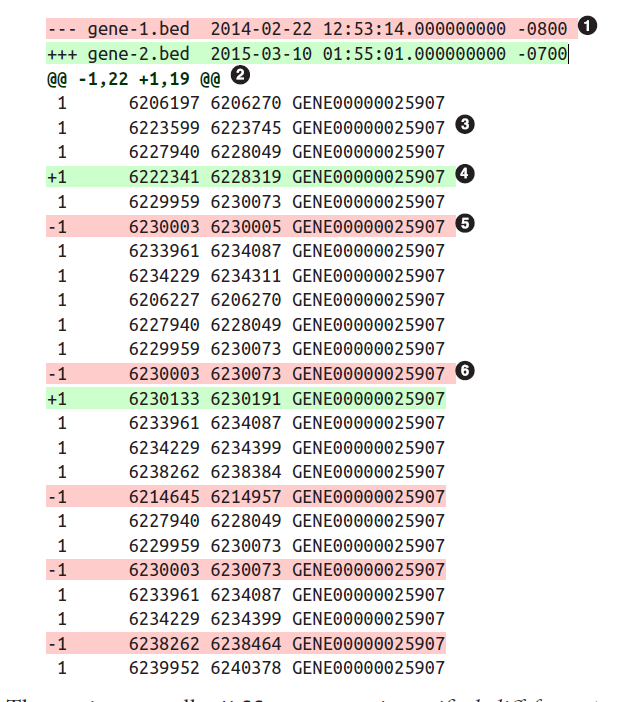 --- gene-1.bed  2014-02-22 12:53:14.000000000 -0800 ❶
+++ gene-2.bed  2015-03-10 01:55:01.000000000 -0700
@@ -1,22 +1,19 @@ ❷
 1      6206197 6206270 GENE00000025907
 1      6223599 6223745 GENE00000025907 ❸
 1      6227940 6228049 GENE00000025907
+1      6222341 6228319 GENE00000025907 ❹
 1      6229959 6230073 GENE00000025907
-1      6230003 6230005 GENE00000025907 ❺
 1      6233961 6234087 GENE00000025907
 1      6234229 6234311 GENE00000025907
 1      6206227 6206270 GENE00000025907
 1      6227940 6228049 GENE00000025907
 1      6229959 6230073 GENE00000025907
-1      6230003 6230073 GENE00000025907 ❻
+1      6230133 6230191 GENE00000025907
 1      6233961 6234087 GENE00000025907
 1      6234229 6234399 GENE00000025907
 1      6238262 6238384 GENE00000025907
-1      6214645 6214957 GENE00000025907
 1      6227940 6228049 GENE00000025907
 1      6229959 6230073 GENE00000025907
-1      6230003 6230073 GENE00000025907
 1      6233961 6234087 GENE00000025907
 1      6234229 6234399 GENE00000025907
-1      6238262 6238464 GENE00000025907
 1      6239952 6240378 GENE00000025907